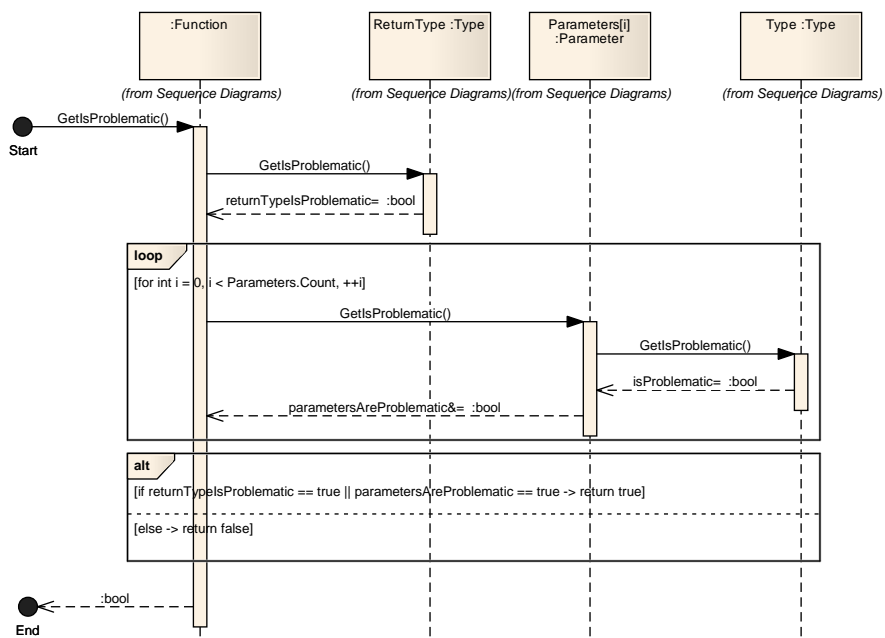 :Function
ReturnType :Type
Parameters[i]
:Parameter
Type :Type
(from Sequence Diagrams)
(from Sequence Diagrams)
(from Sequence Diagrams)
(from Sequence Diagrams)
GetIsProblematic()
Start
GetIsProblematic()
returnTypeIsProblematic= :bool
loop
[for int i = 0, i < Parameters.Count, ++i]
GetIsProblematic()
GetIsProblematic()
isProblematic= :bool
parametersAreProblematic&= :bool
alt
[if returnTypeIsProblematic == true || parametersAreProblematic == true -> return true]
[else -> return false]
:bool
End